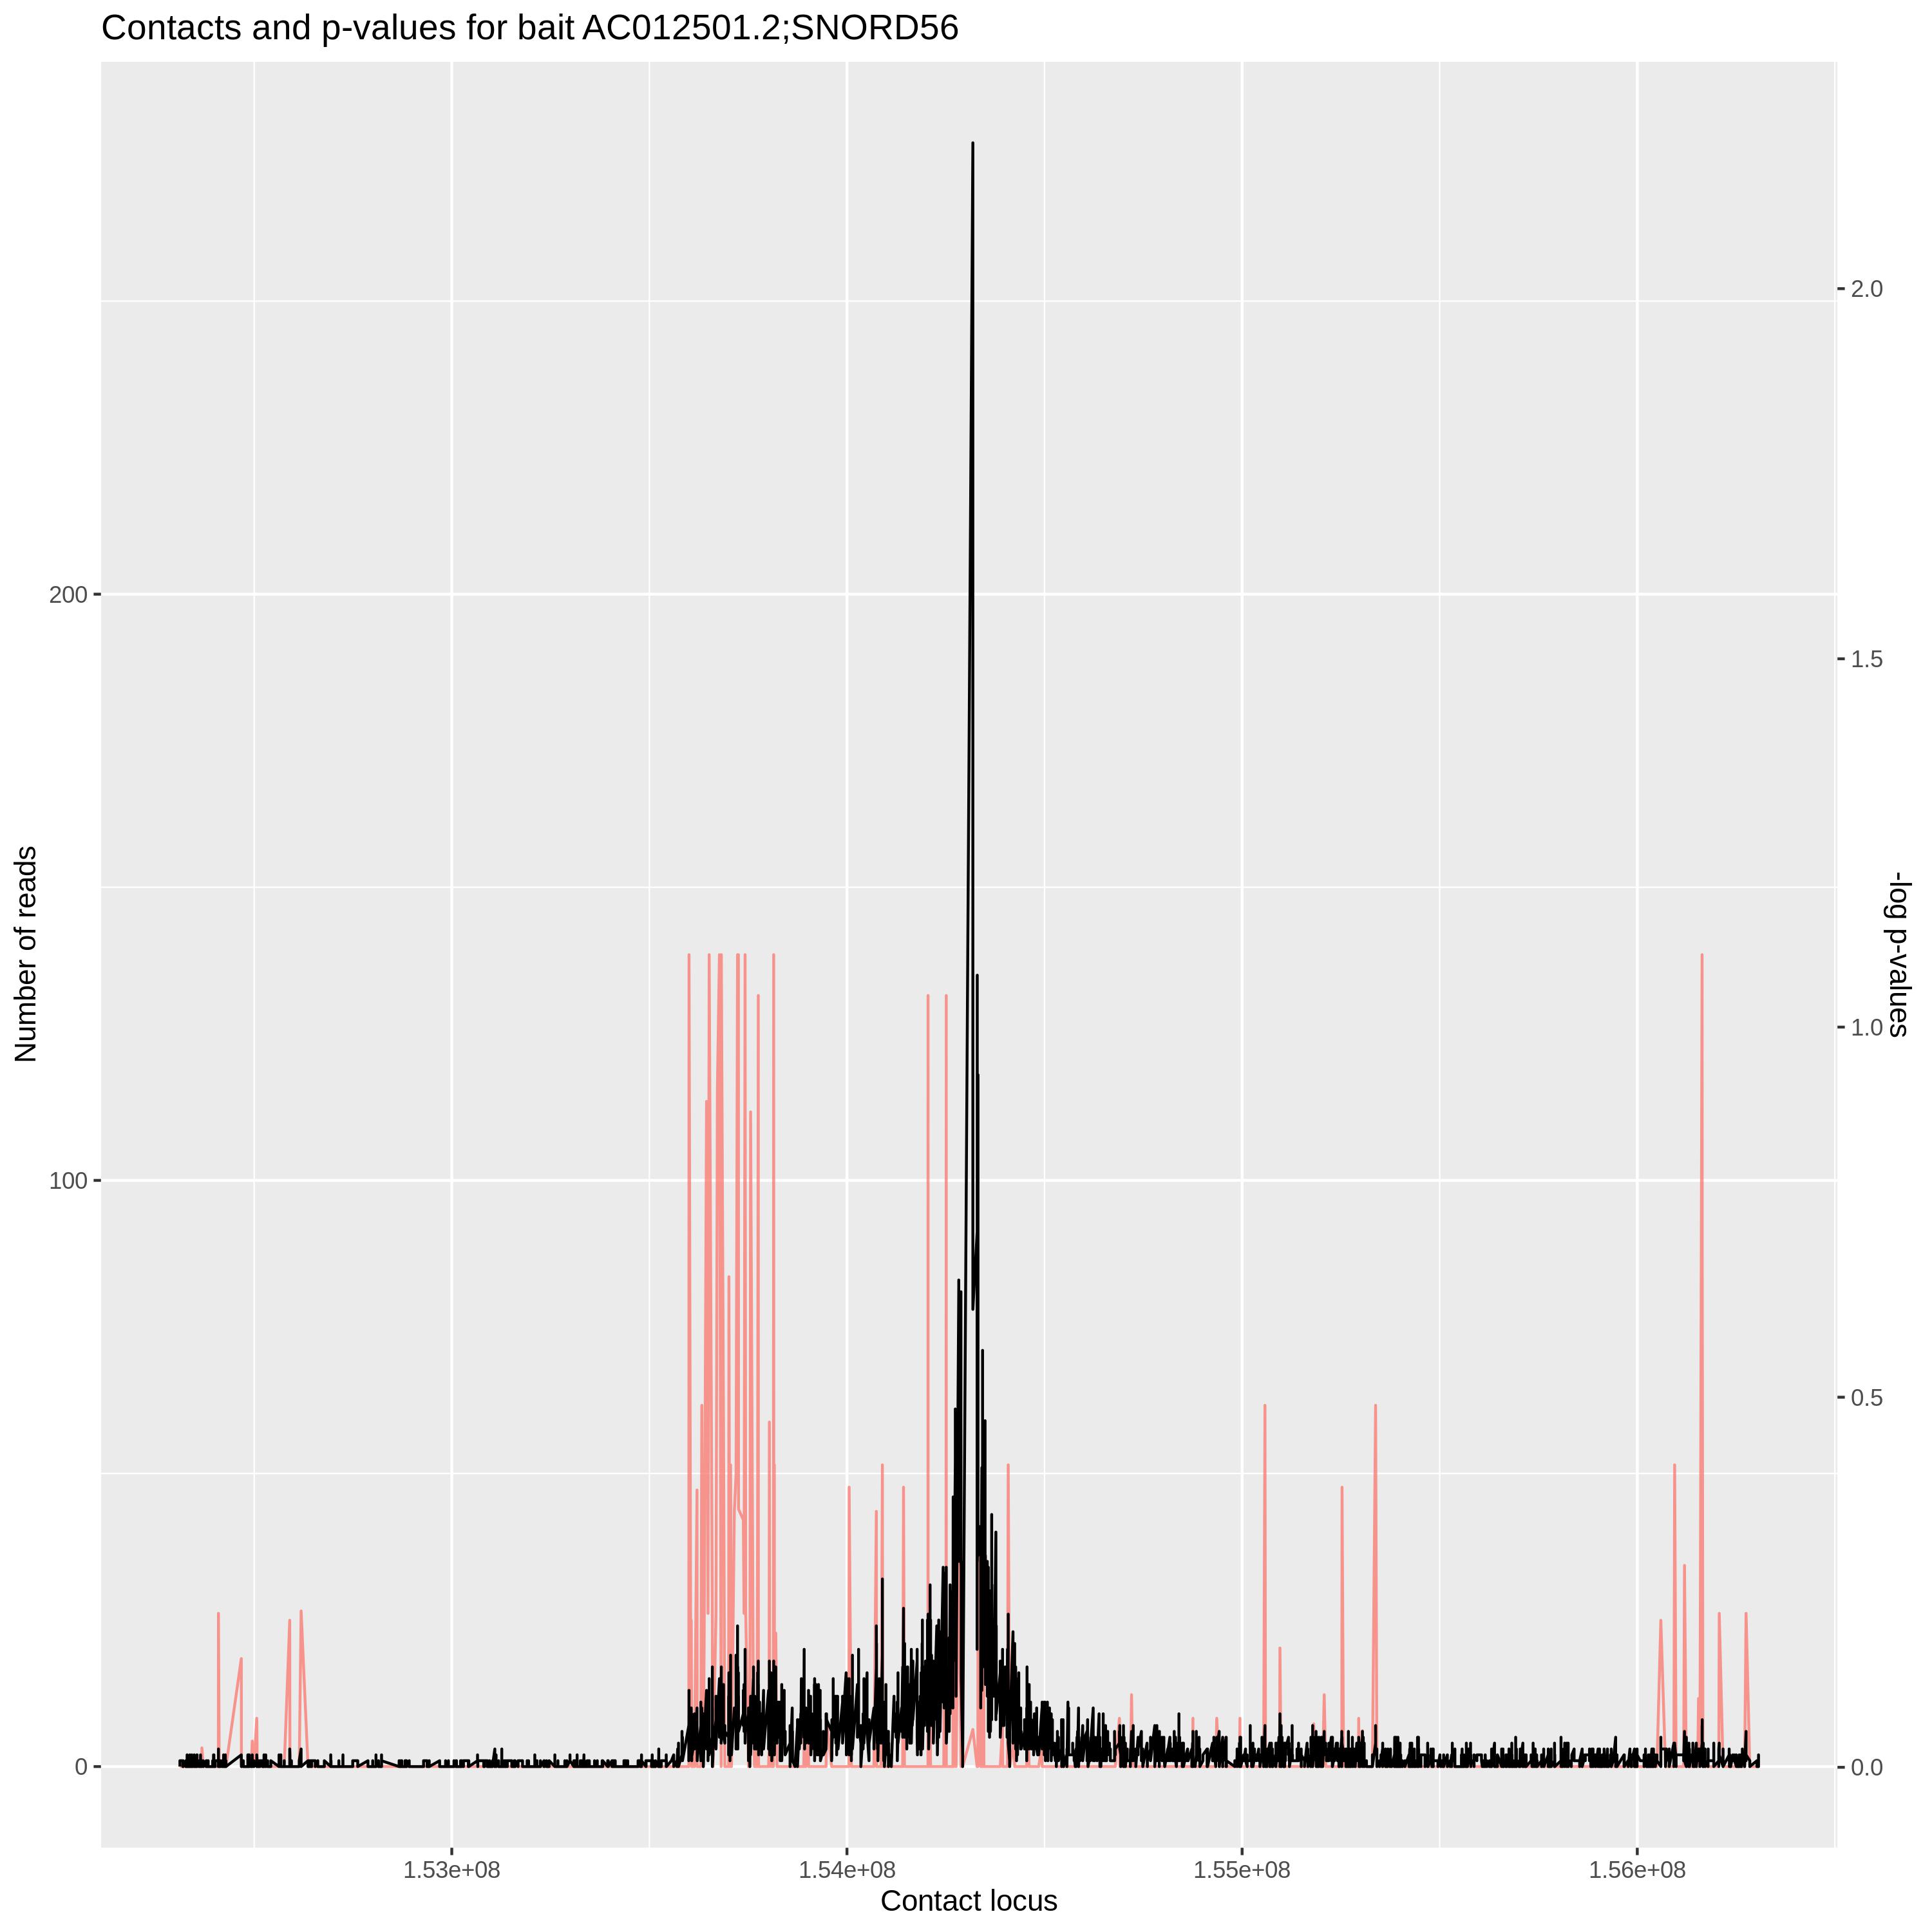 Contacts and p-values for bait AC012501.2;SNORD56
Number of reads
200
100
0
2.0
1.5
1.0
0.5
0.0
-log p-values
1.53e+08
1.54e+08
1.55e+08
1.56e+08
Contact locus